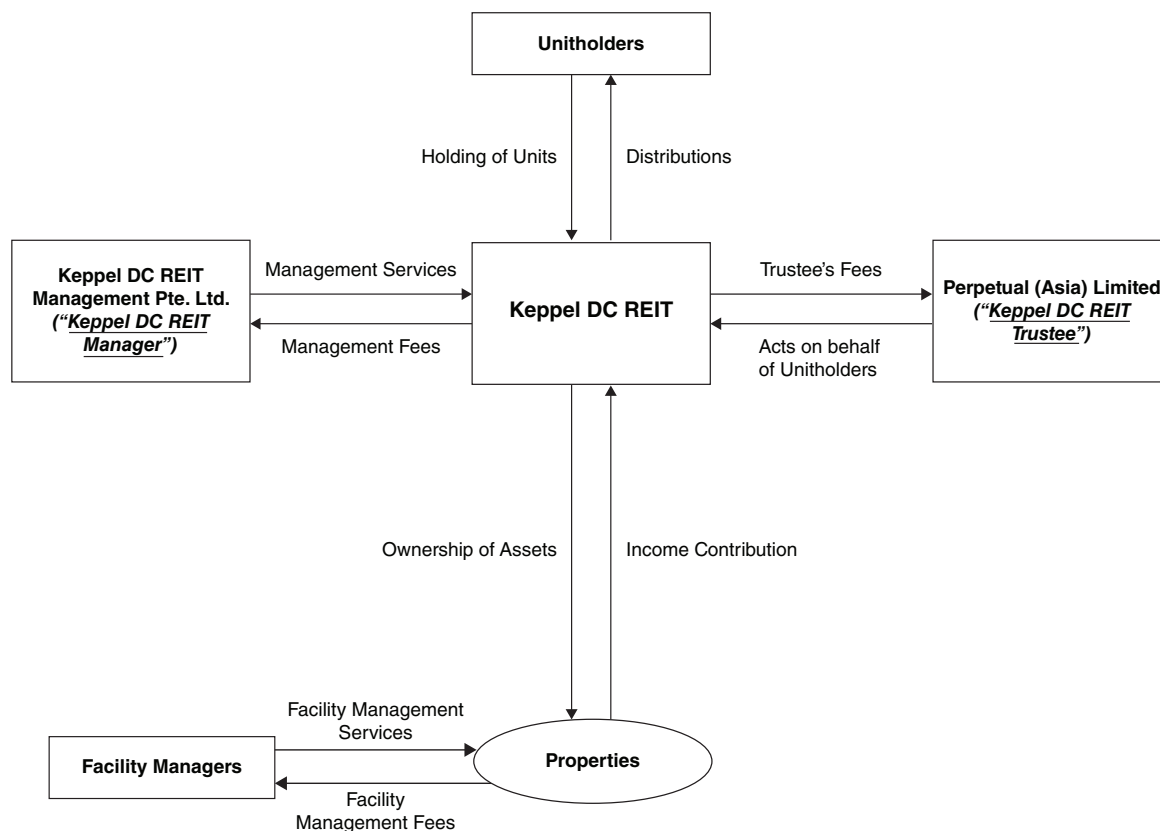 Unitholders
Holding of Units
Distributions
Keppel DC REIT
Management Pte. Ltd.
(“Keppel DC REIT
Manager”)
Management Services
Management Fees
Keppel DC REIT
Trustee’s Fees
Acts on behalf
of Unitholders
Perpetual (Asia) Limited
(“Keppel DC REIT
Trustee”)
Ownership of Assets
Income Contribution
Facility Managers
Facility Management
Services
Facility
Management Fees
Properties